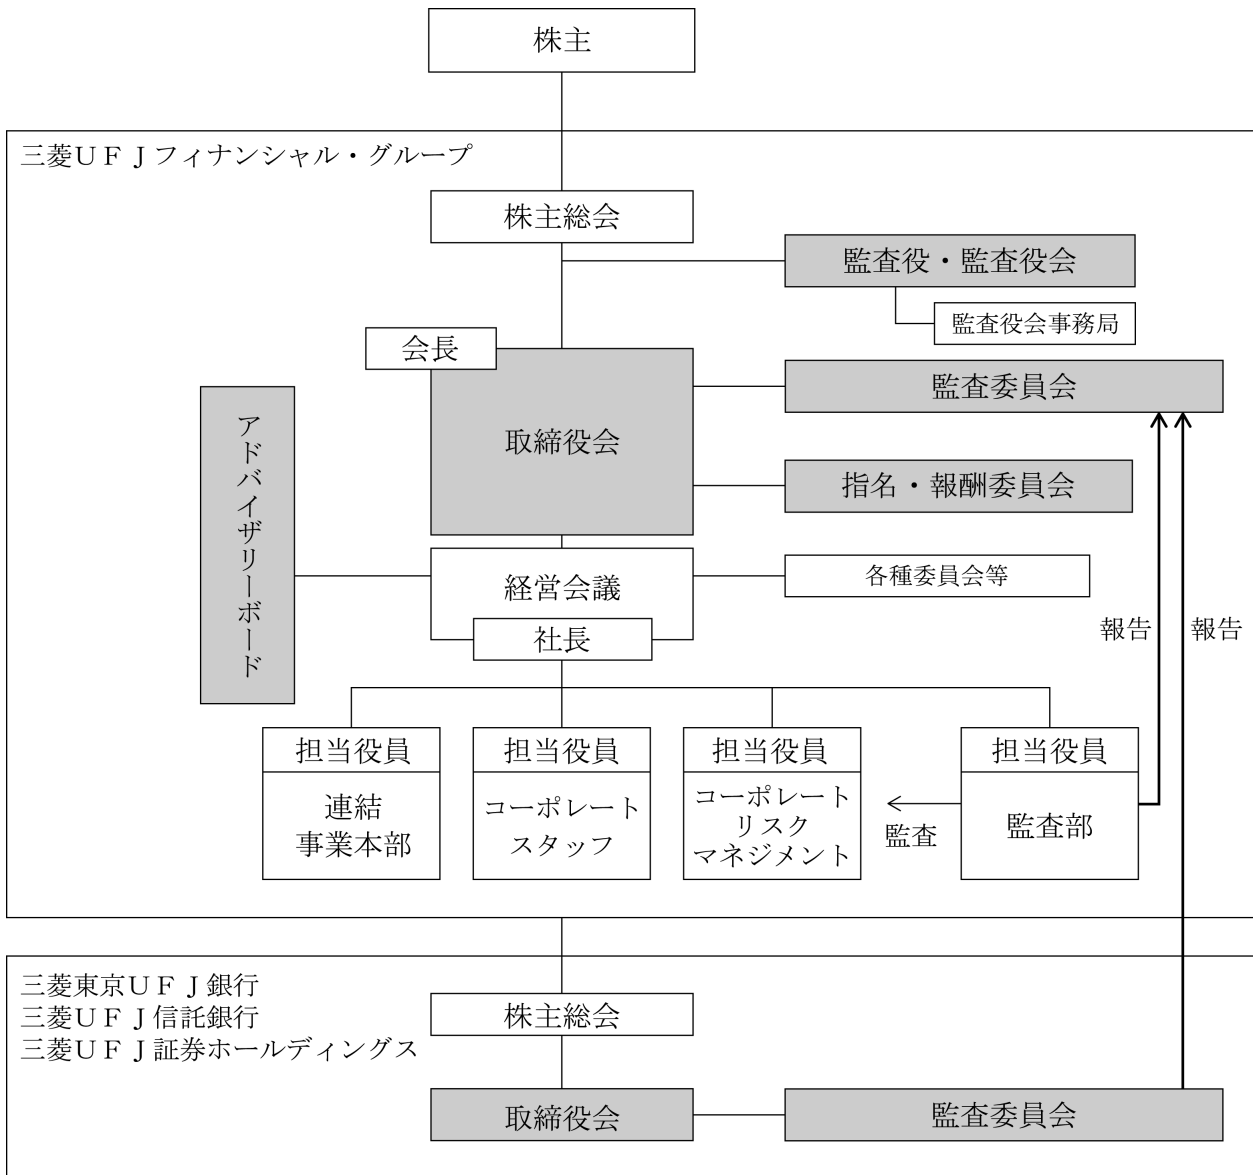 株主
三菱ＵＦＪフィナンシャル・グループ
株主総会
監査役・監査役会
監査役会事務局
会長
取締役会
監査委員会
指名・報酬委員会
アドバイザリーボード
経営会議
各種委員会等
社長
報告
報告
担当役員
連結
事業本部
担当役員
コーポレート
スタッフ
担当役員
コーポレート
リスク
マネジメント
監査
担当役員
監査部
三菱東京ＵＦＪ銀行
三菱ＵＦＪ信託銀行
三菱ＵＦＪ証券ホールディングス
株主総会
取締役会
監査委員会